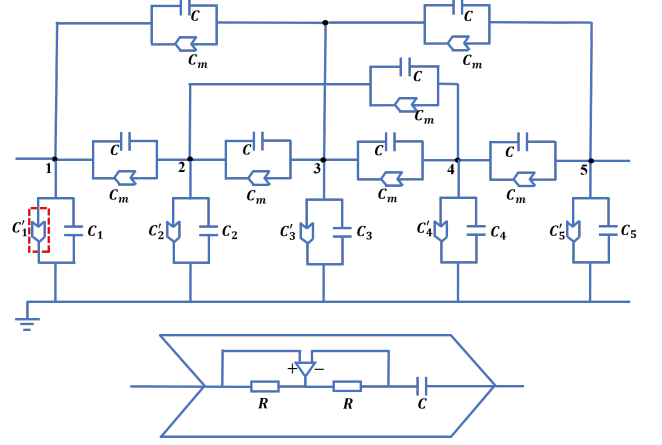 C C
C_m C_m
C
C_m
C C C C
1 2 3 4 5
C_m C_m C_m C_m
C'_1 C_1 C'_2 C_2 C'_3 C_3 C'_4 C_4 C'_5 C_5
+ −
R R C